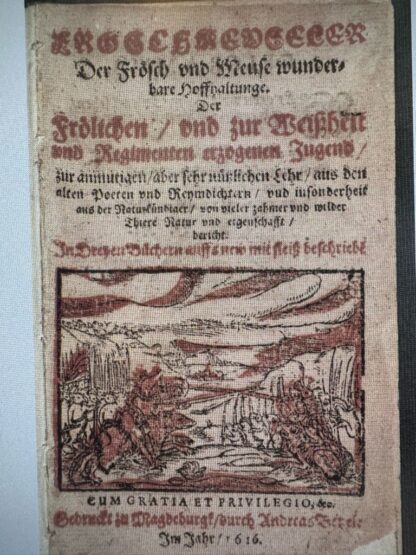 FROSCHMEUSELER
Der Frösch vnd Meuse wunder-
bare Hoffhaltunge.
Der
Frölichen / vnd zur Weißheit
vnd Regimenten erzogenen Jugend /
zur anmutigen / aber sehr nützlichen Lehr / aus den
alten Poeten vnd Reymdichtern / vnd insonderheit
aus der Naturkündiger / von vieler zahmer vnd wilder
Thiere Natur vnd eigenschafft /
bericht.
In Dreyen Büchern auffs new mit fleiß beschriebē
CUM GRATIA ET PRIVILEGIO, &c.
Gedruckt zu Magdeburgk / durch Andreas
Im Jahr / 1616.